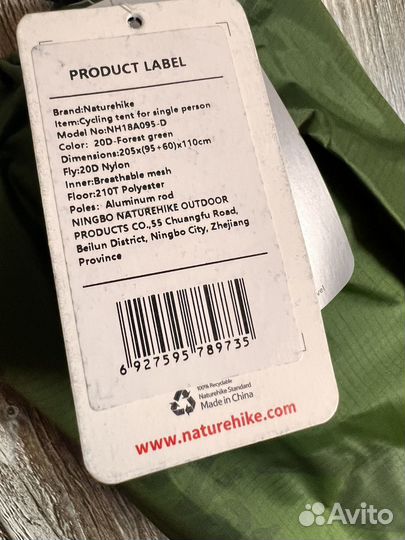 PRODUCT LABEL
Brand:Naturehike
Item:Cycling tent for single person
Model No:NH18A095-D
Color: 20D-Forest green
Dimensions:205x(95+60)x110cm
Fly:20D Nylon
Inner:Breathable mesh
Floor:210T Polyester
Poles: Aluminum rod
NINGBO NATUREHIKE OUTDOOR
PRODUCTS CO.,55 Chuangfu Road,
Beilun District, Ningbo City, Zhejiang
Province
6 927595 789735
100% Recyclable
Naturehike Standard
Made in China
www.naturehike.com
Avito